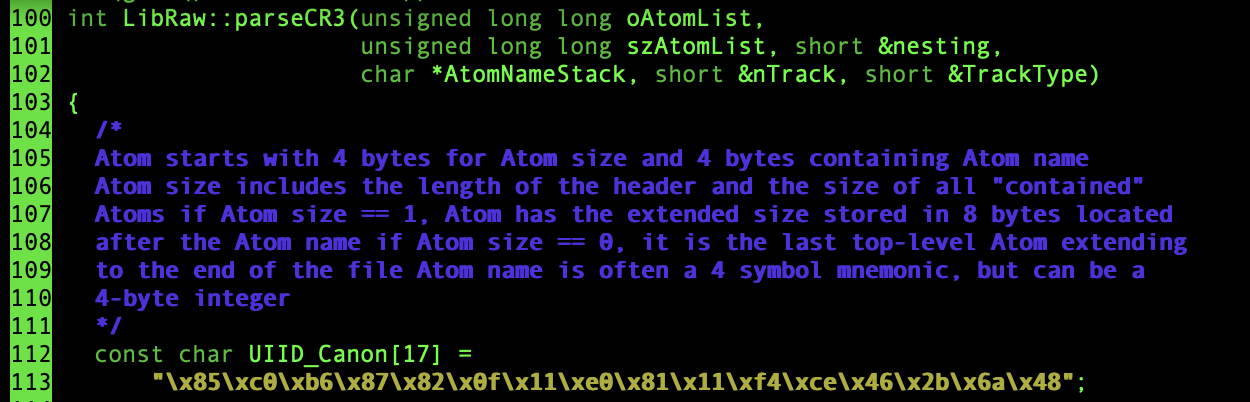 100 int LibRaw::parseCR3(unsigned long long oAtomList,
101                      unsigned long long szAtomList, short &nesting,
102                      char *AtomNameStack, short &nTrack, short &TrackType)
103 {
104   /*
105   Atom starts with 4 bytes for Atom size and 4 bytes containing Atom name
106   Atom size includes the length of the header and the size of all "contained"
107   Atoms if Atom size == 1, Atom has the extended size stored in 8 bytes located
108   after the Atom name if Atom size == 0, it is the last top-level Atom extending
109   to the end of the file Atom name is often a 4 symbol mnemonic, but can be a
110   4-byte integer
111   */
112   const char UIID_Canon[17] =
113       "\x85\xc0\xb6\x87\x82\x0f\x11\xe0\x81\x11\xf4\xce\x46\x2b\x6a\x48";